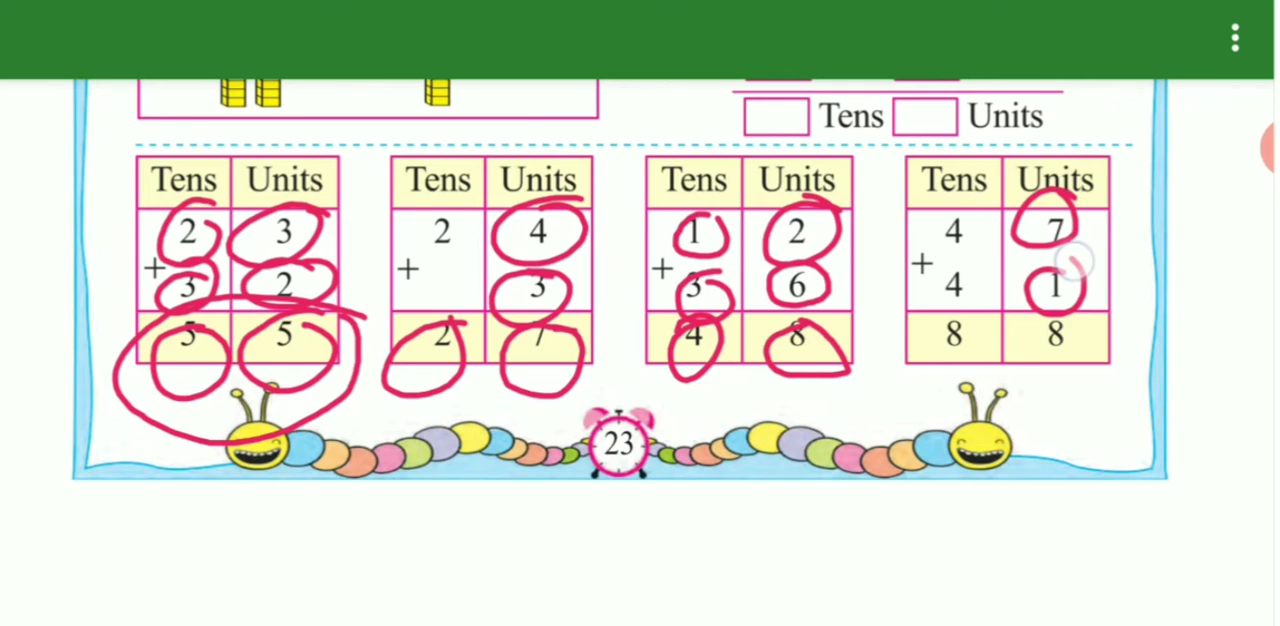 Tens Units
Tens Units Tens Units Tens Units Tens Units
2 3 2 4 1 2 4 7
+ + + +
3 2 3 3 6 4 1
5 5 2 7 4 8 8 8
23